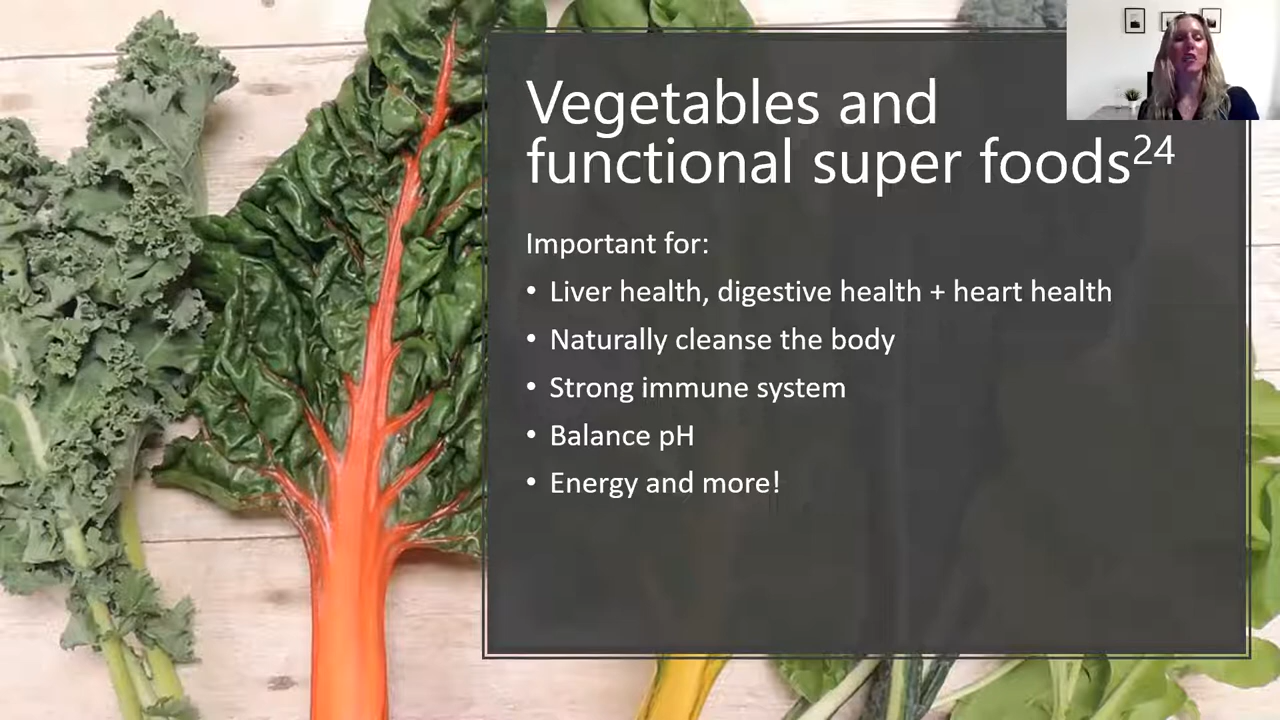 Vegetables and
functional super foods24
Important for:
• Liver health, digestive health + heart health
• Naturally cleanse the body
• Strong immune system
• Balance pH
• Energy and more!